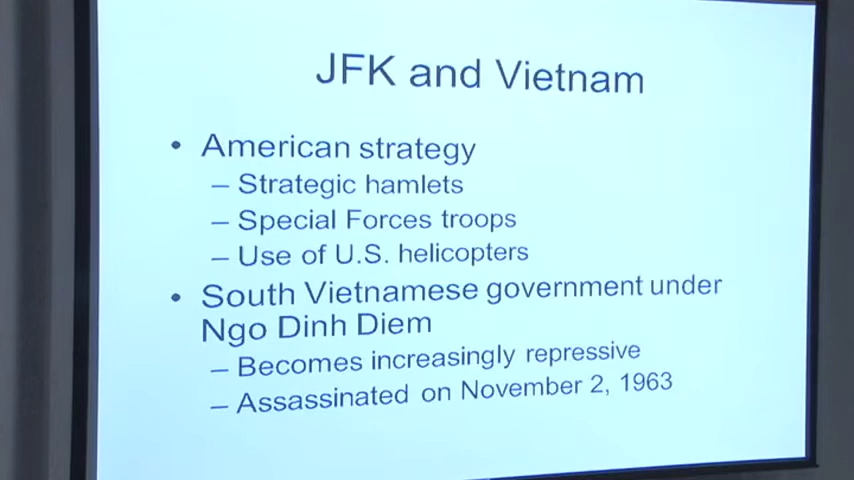 JFK and Vietnam
• American strategy
– Strategic hamlets
– Special Forces troops
– Use of U.S. helicopters
• South Vietnamese government under
Ngo Dinh Diem
– Becomes increasingly repressive
– Assassinated on November 2, 1963